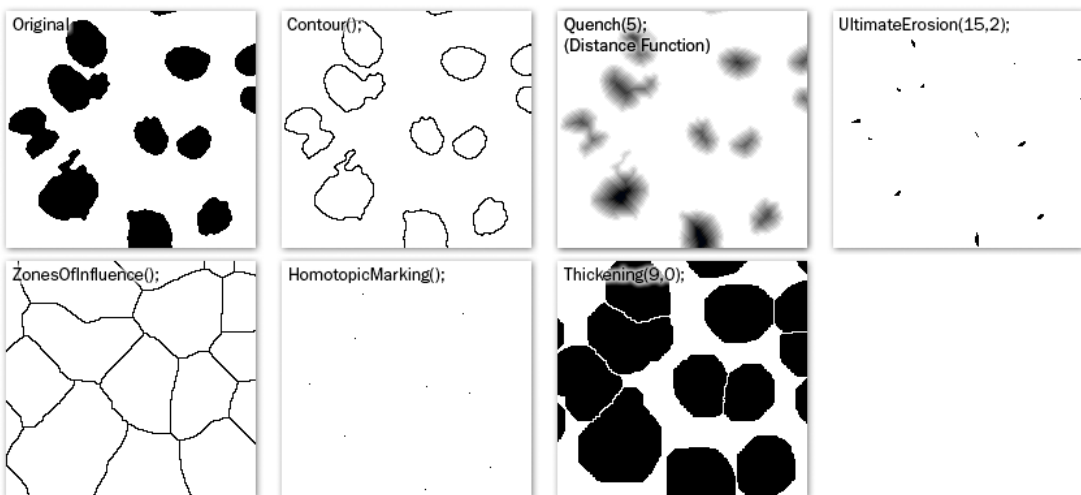 Original
Contour();
Quench(5);
(Distance Function)
UltimateErosion(15,2);
ZonesOfInfluence();
HomotopicMarking();
Thickening(9,0);